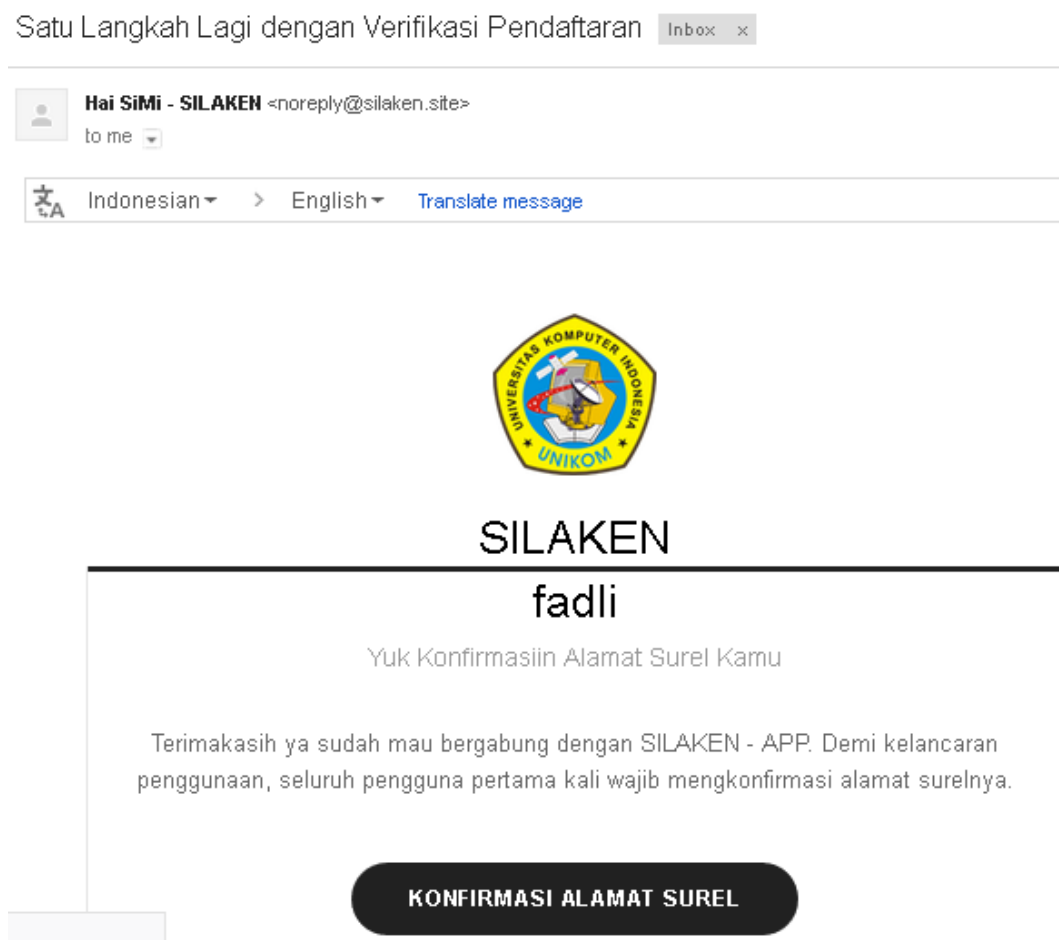 Satu Langkah Lagi dengan Verifikasi Pendaftaran Inbox x
Hai SiMi - SILAKEN <noreply@silaken.site>
to me
Indonesian > English Translate message
UNIVERSITAS KOMPUTER INDONESIA
UNIKOM
SILAKEN
fadli
Yuk Konfirmasiin Alamat Surel Kamu
Terimakasih ya sudah mau bergabung dengan SILAKEN - APP. Demi kelancaran
penggunaan, seluruh pengguna pertama kali wajib mengkonfirmasi alamat surelnya.
KONFIRMASI ALAMAT SUREL